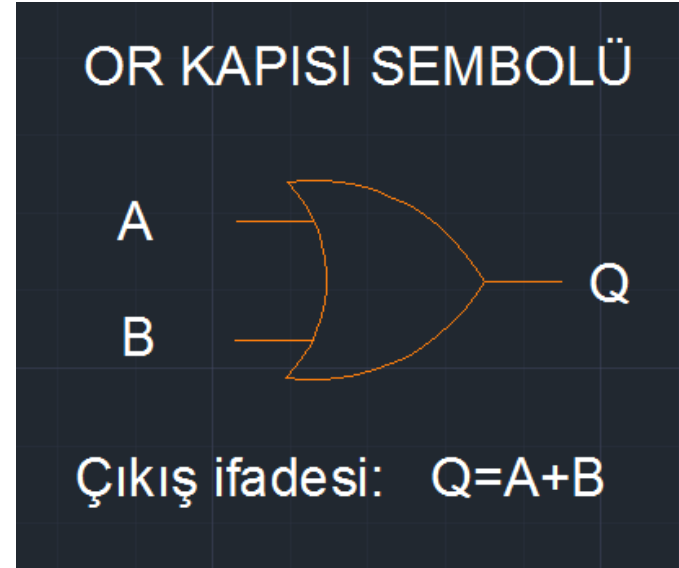 OR KAPISI SEMBOLÜ
A
B
Q
Çıkış ifadesi: Q=A+B